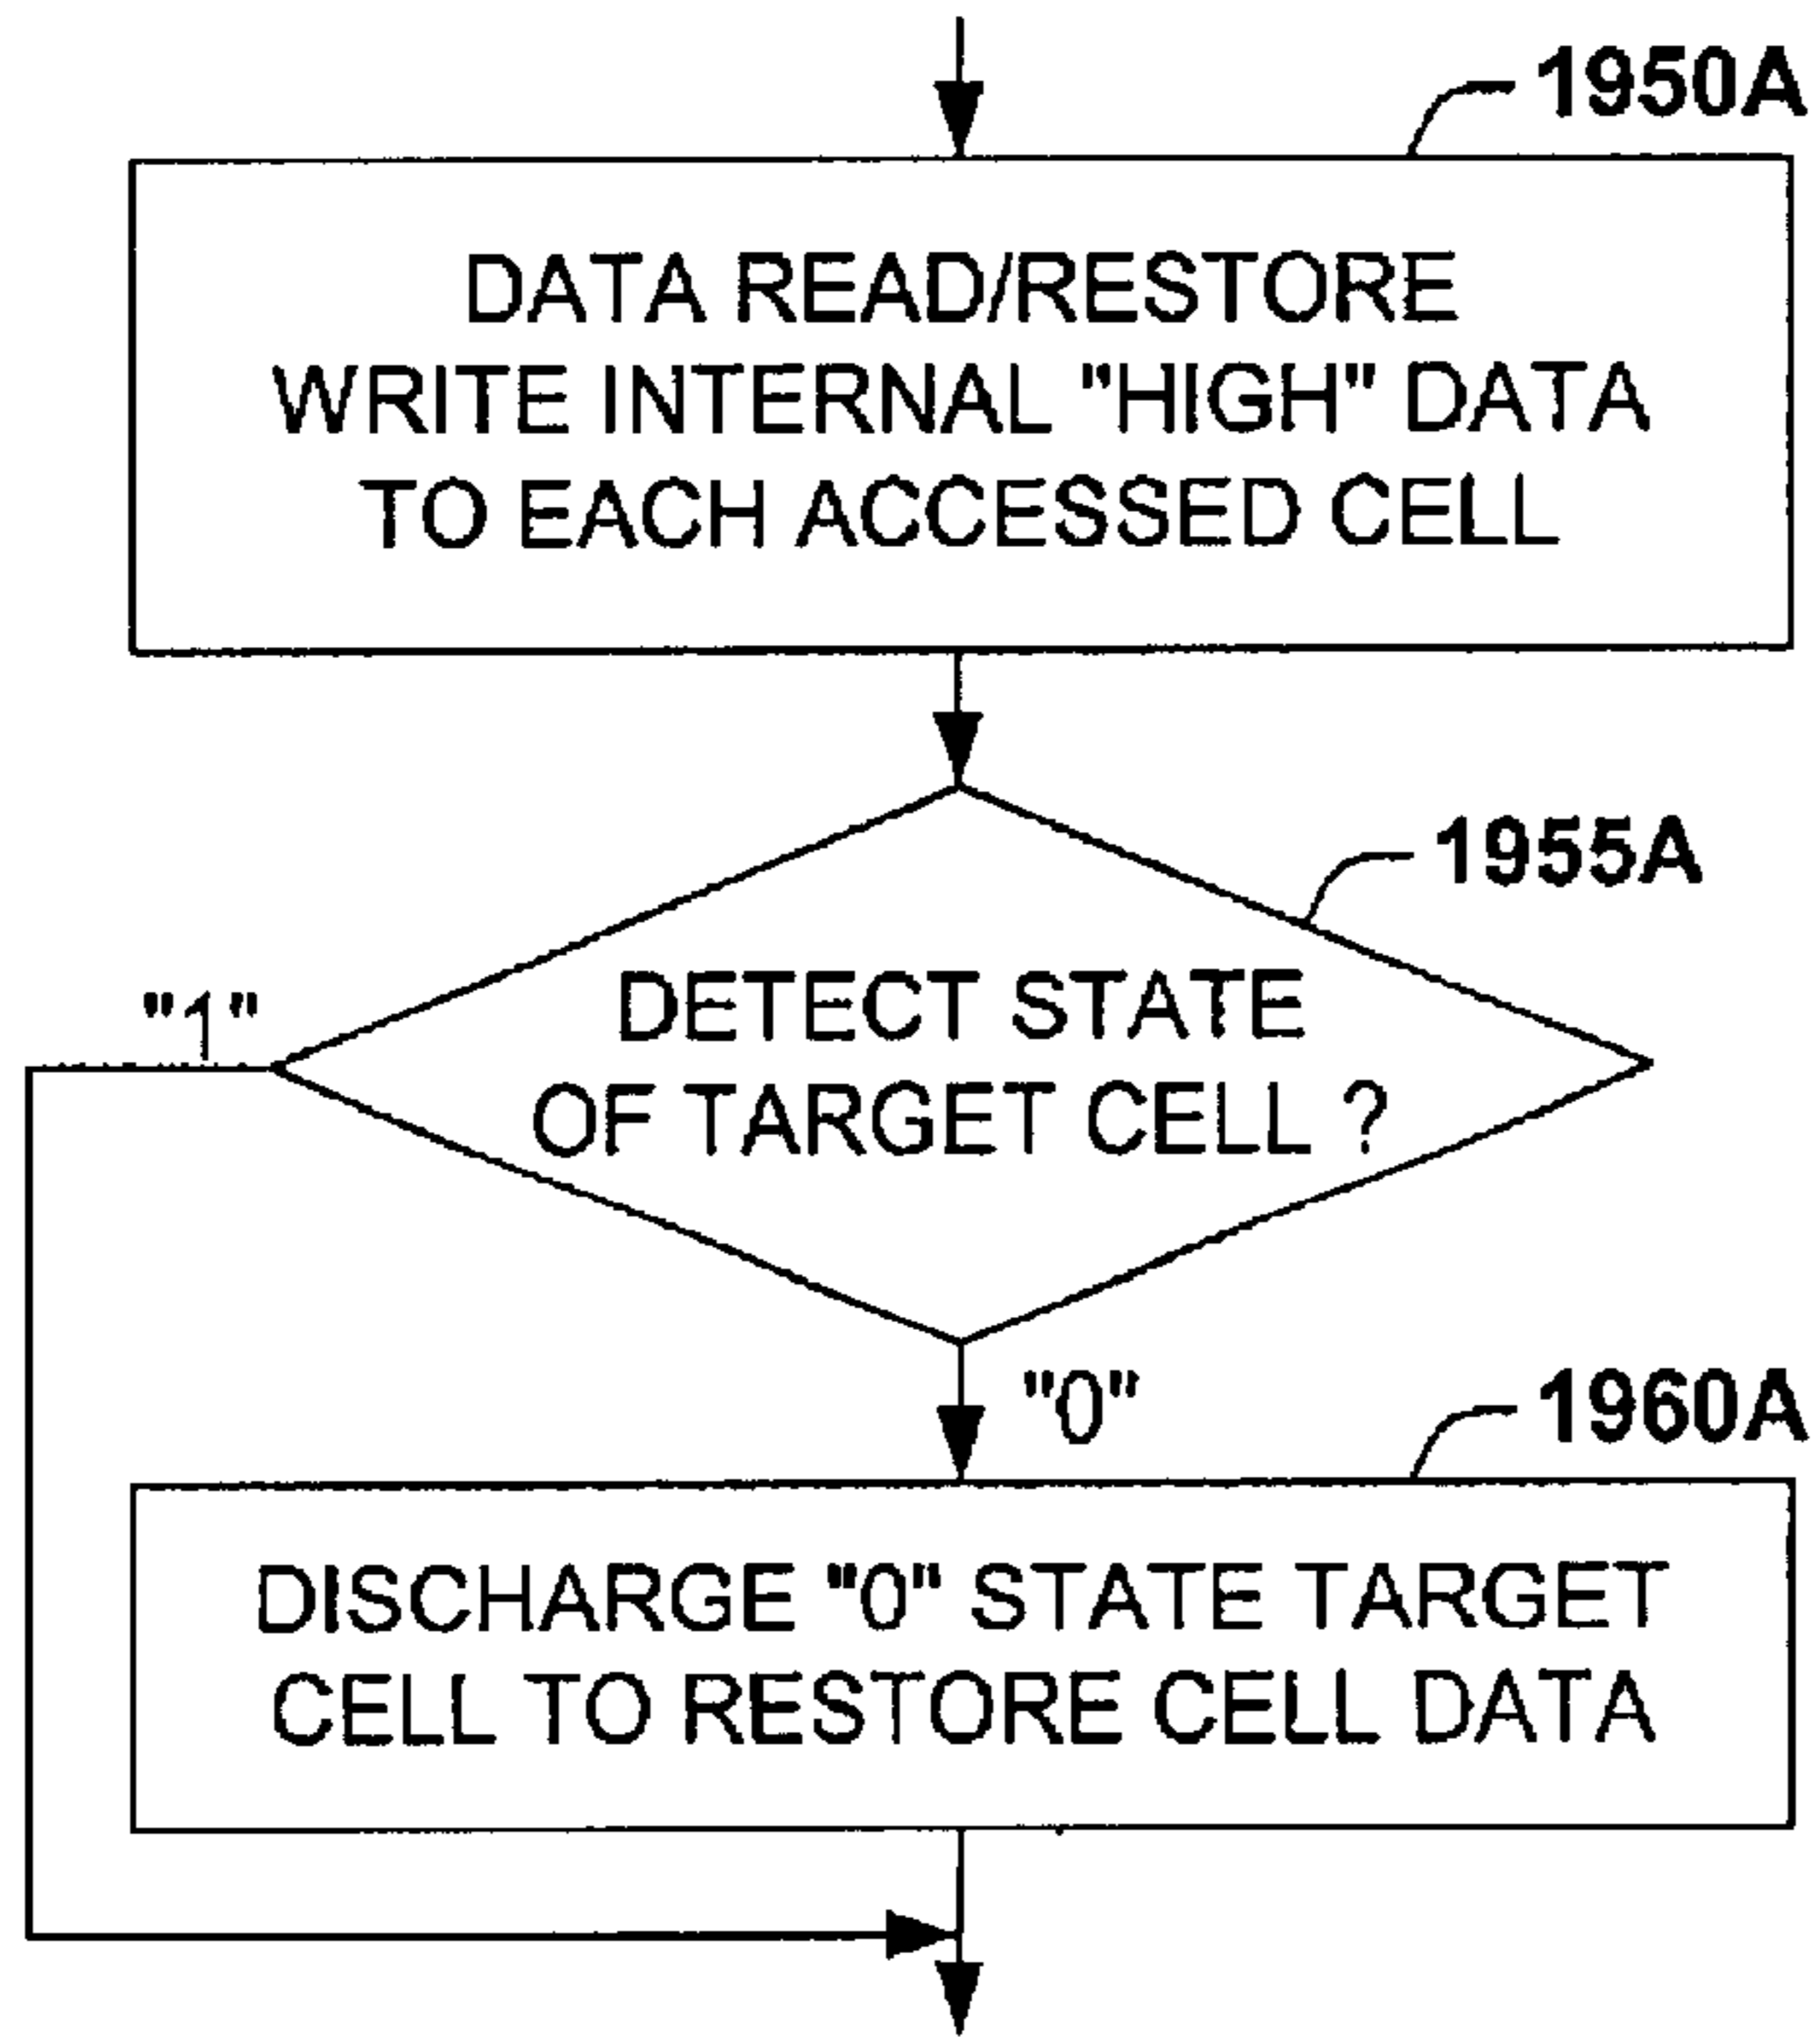 1950A
DATA READ/RESTORE
WRITE INTERNAL "HIGH" DATA
TO EACH ACCESSED CELL
1955A
"1"
DETECT STATE
OF TARGET CELL ?
"0"
1960A
DISCHARGE "0" STATE TARGET
CELL TO RESTORE CELL DATA